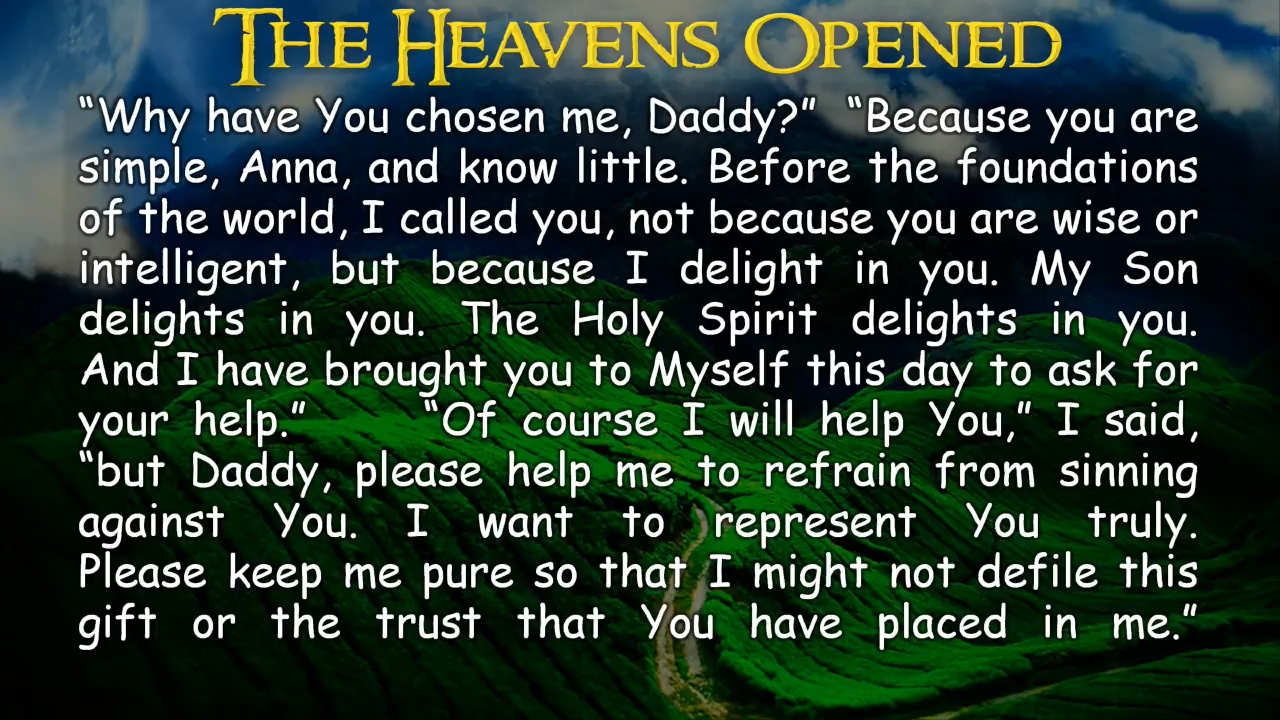 THE HEAVENS OPENED
“Why have You chosen me, Daddy?” “Because you are
simple, Anna, and know little. Before the foundations
of the world, I called you, not because you are wise or
intelligent, but because I delight in you. My Son
delights in you. The Holy Spirit delights in you.
And I have brought you to Myself this day to ask for
your help.” “Of course I will help You,” I said,
“but Daddy, please help me to refrain from sinning
against You. I want to represent You truly.
Please keep me pure so that I might not defile this
gift or the trust that You have placed in me.”